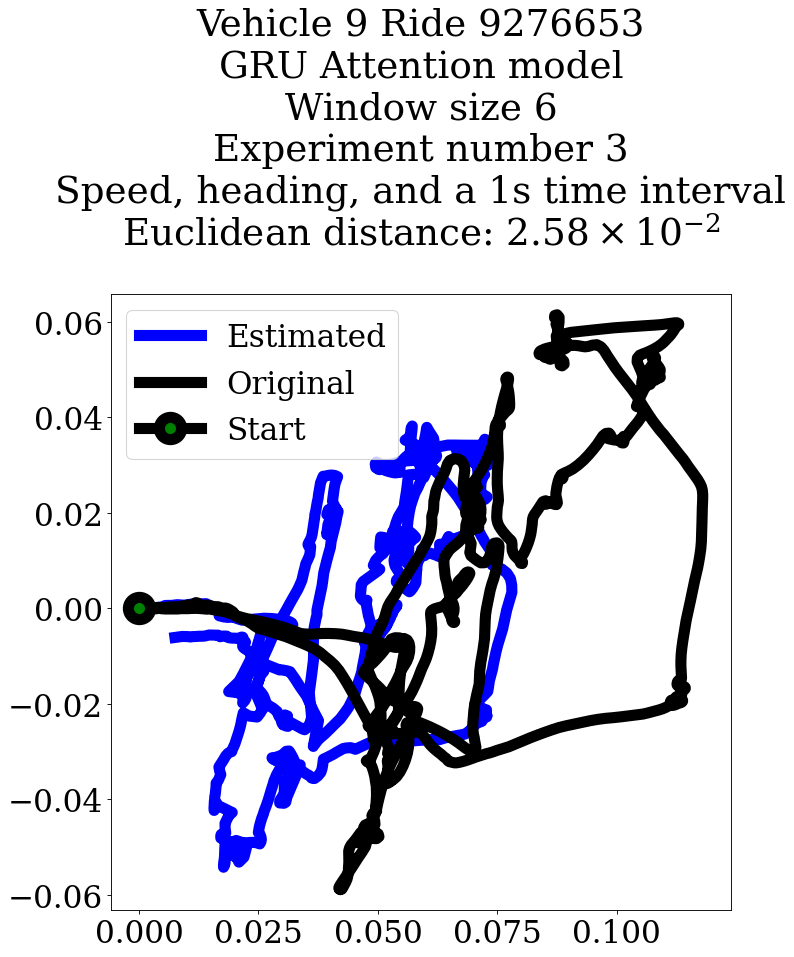 Vehicle 9 Ride 9276653
GRU Attention model
Window size 6
Experiment number 3
Speed, heading, and a 1s time interval
Euclidean distance: 2.58 × 10⁻²
Estimated
Original
Start
0.06
0.04
0.02
0.00
−0.02
−0.04
−0.06
0.000 0.025 0.050 0.075 0.100